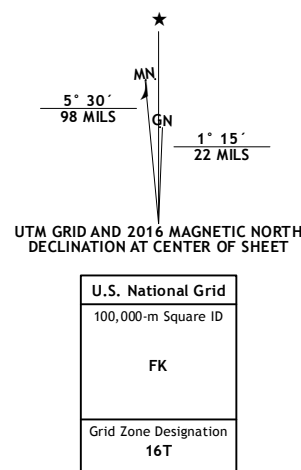 ★
MN
5° 30´
98 MILS
GN
1° 15´
22 MILS
UTM GRID AND 2016 MAGNETIC NORTH
DECLINATION AT CENTER OF SHEET
U.S. National Grid
100,000-m Square ID
FK
Grid Zone Designation
16T